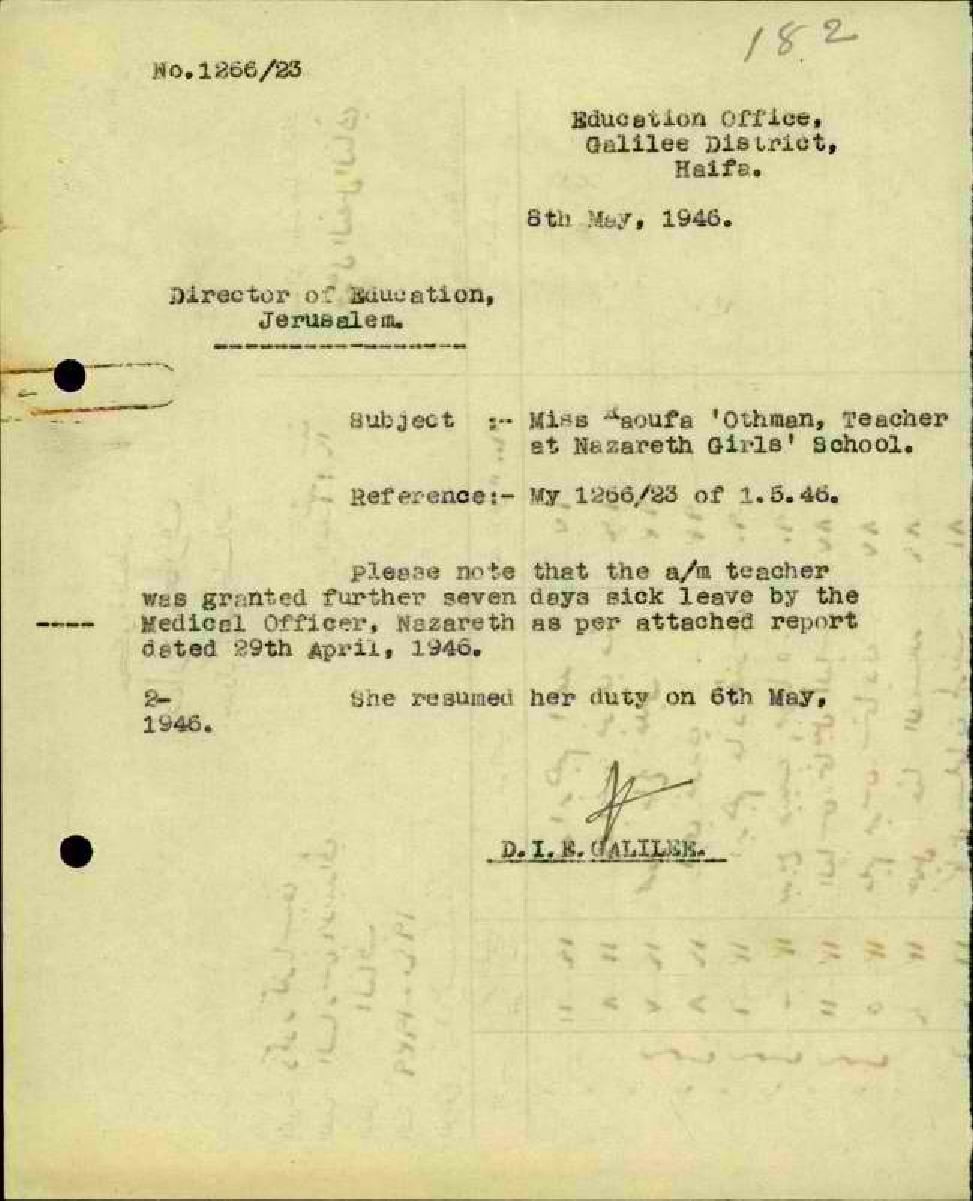 182
No.1266/23
Education Office,
Galilee District,
Haifa.
8th May, 1946.
Director of Education,
Jerusalem.
Subject :- Miss Raoufa 'Othman, Teacher
at Nazareth Girls' School.
Reference:- My 1266/23 of 1.5.46.
Please note that the a/m teacher
was granted further seven days sick leave by the
---- Medical Officer, Nazareth as per attached report
dated 29th April, 1946.
2- She resumed her duty on 6th May,
1946.
D.I.E.GALILEE.